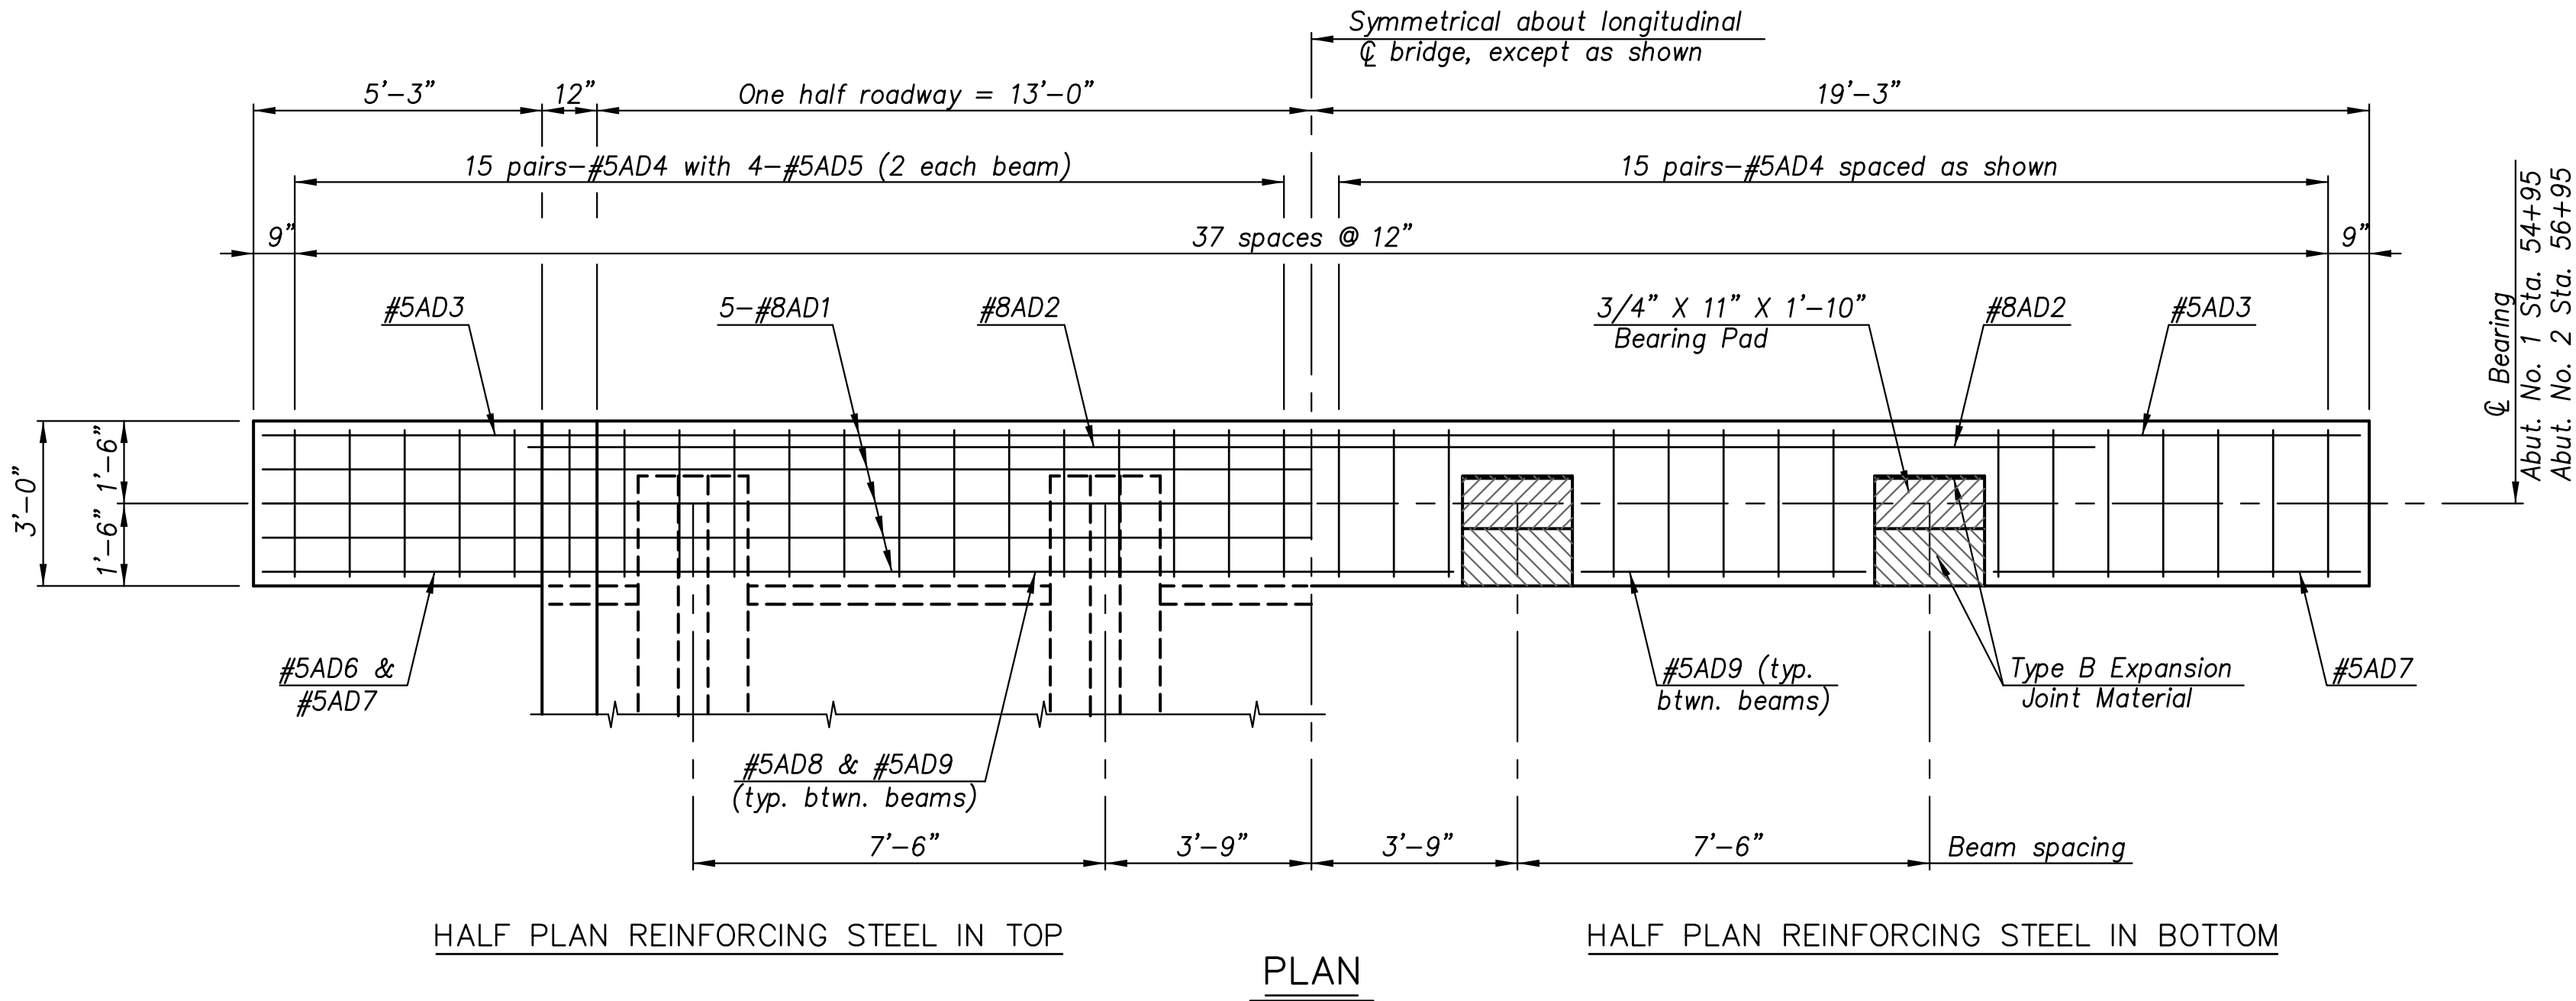 Symmetrical about longitudinal
℄ bridge, except as shown
5'-3"
12"
One half roadway = 13'-0"
19'-3"
15 pairs-#5AD4 with 4-#5AD5 (2 each beam)
15 pairs-#5AD4 spaced as shown
9"
37 spaces @ 12"
9"
#5AD3
5-#8AD1
#8AD2
3/4" X 11" X 1'-10"
Bearing Pad
#8AD2
#5AD3
℄ Bearing
Abut. No. 1 Sta. 54+95
Abut. No. 2 Sta. 56+95
3'-0"
1'-6"
1'-6"
#5AD6 &
#5AD7
#5AD8 & #5AD9
(typ. btwn. beams)
#5AD9 (typ.
btwn. beams)
Type B Expansion
Joint Material
#5AD7
7'-6"
3'-9"
3'-9"
7'-6"
Beam spacing
HALF PLAN REINFORCING STEEL IN TOP
HALF PLAN REINFORCING STEEL IN BOTTOM
PLAN